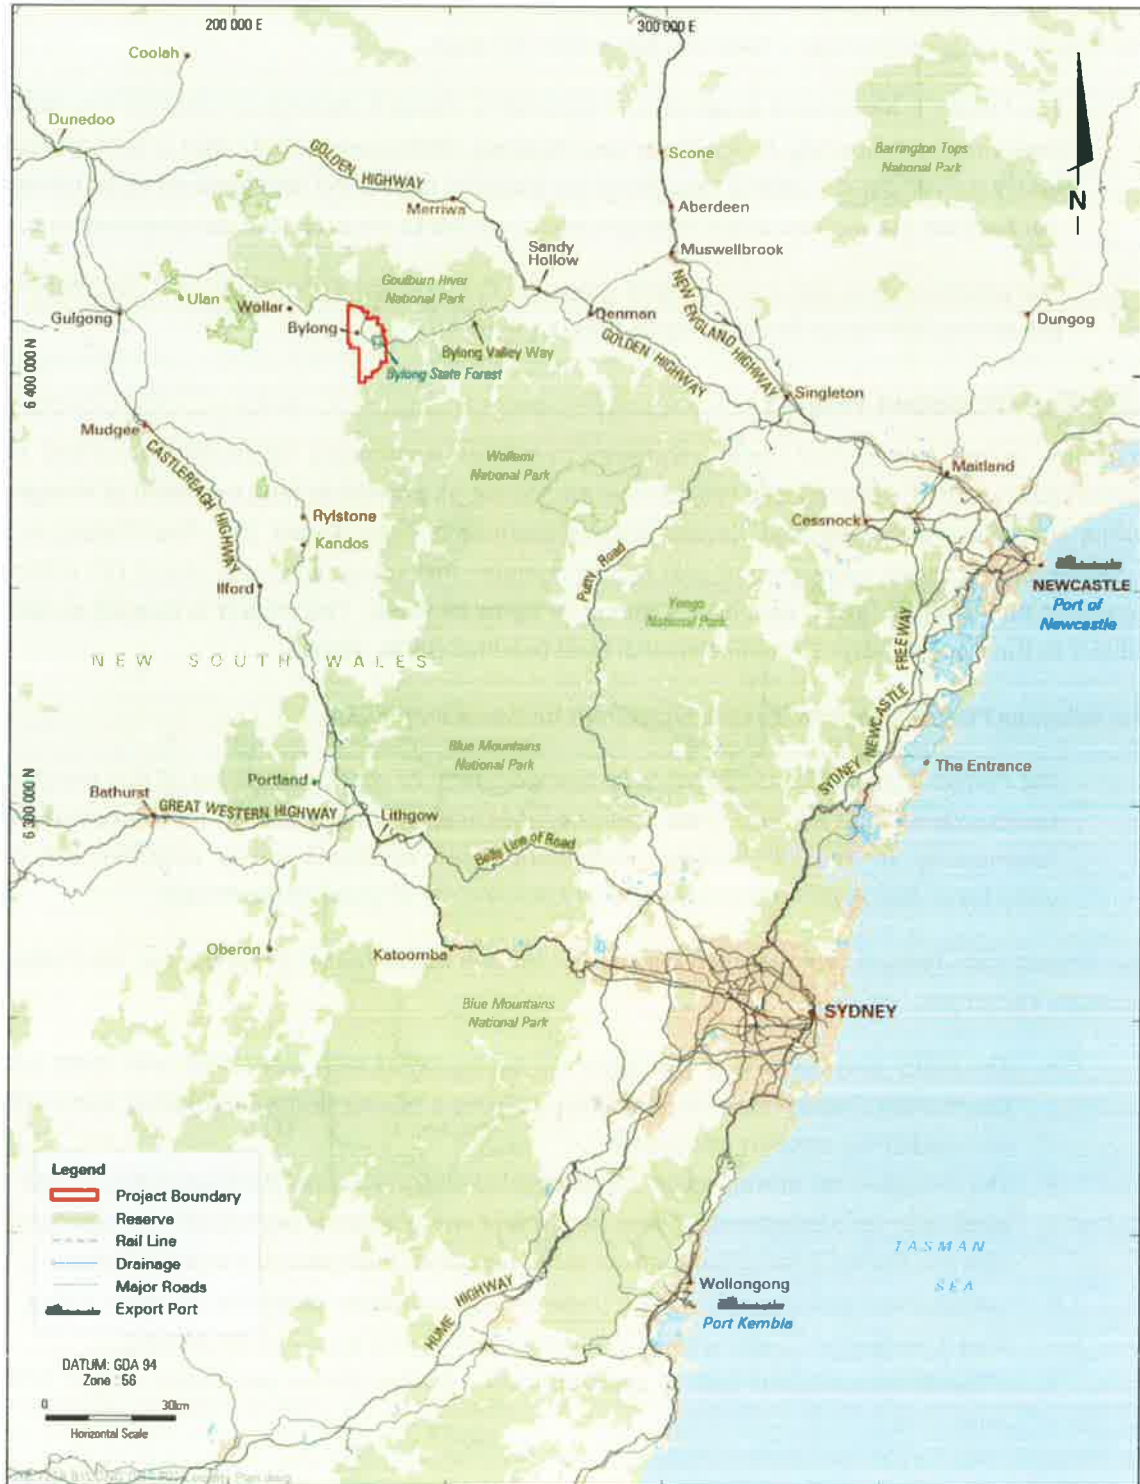 200 000 E
300 000 E
Coolah
Dunedoo
GOLDEN HIGHWAY
Merriwa
Scone
Barrington Tops
National Park
Aberdeen
N
Muswellbrook
Sandy
Hollow
Goulburn River
National Park
Ulan
Wollar
Gulgong
Bylong
Denman
NEW ENGLAND HIGHWAY
Dungog
Bylong Valley Way
GOLDEN HIGHWAY
Bylong State Forest
6 400 000 N
Singleton
Mudgee
CASTLEREAGH HIGHWAY
Wollemi
National Park
Maitland
Rylstone
Cessnock
Kandos
Putty Road
Ilford
NEWCASTLE
Port of
Newcastle
Yengo
National Park
NEW SOUTH WALES
SYDNEY NEWCASTLE FREEWAY
Blue Mountains
National Park
The Entrance
Portland
Bathurst
GREAT WESTERN HIGHWAY
Lithgow
6 300 000 N
Bells Line of Road
Oberon
Katoomba
Blue Mountains
National Park
SYDNEY
Legend
Project Boundary
Reserve
Rail Line
Drainage
Major Roads
Export Port
TASMAN
SEA
HUME HIGHWAY
Wollongong
Port Kembla
DATUM: GDA 94
Zone : 56
0 30km
Horizontal Scale